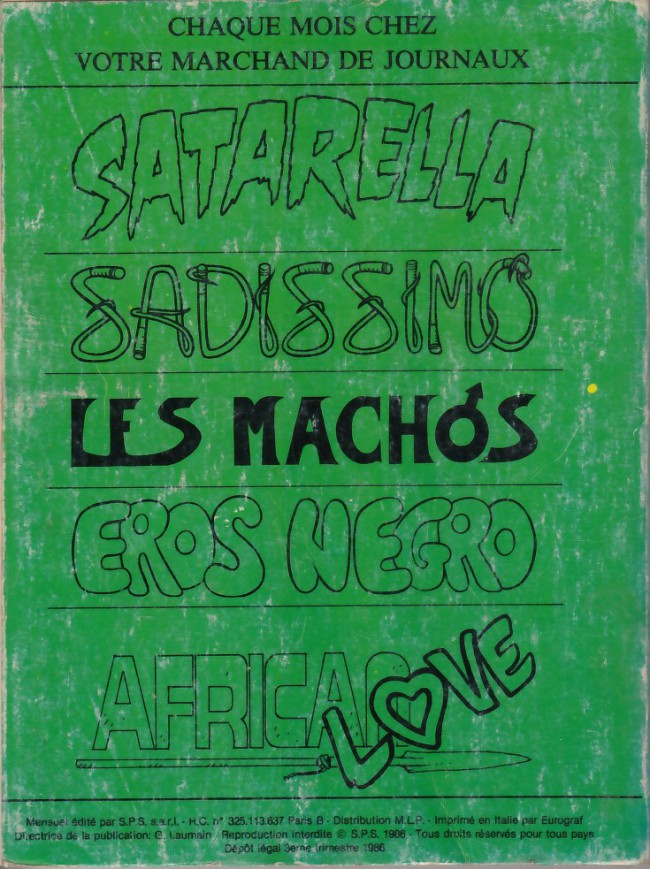 CHAQUE MOIS CHEZ
VOTRE MARCHAND DE JOURNAUX
SATARELLA
SADISSIMO
LES MACHOS
EROS NEGRO
AFRICAN
LOVE
Mensuel édité par S.P.S. s.a.r.l. - R.C. n° 325.113.637 Paris B - Distribution M.L.P. - Imprimé en Italie par Eurograf
Directrice de la publication: G. Laumain / Reproduction interdite © S.P.S. 1986 - Tous droits réservés pour tous pays
Dépôt légal 3eme trimestre 1986